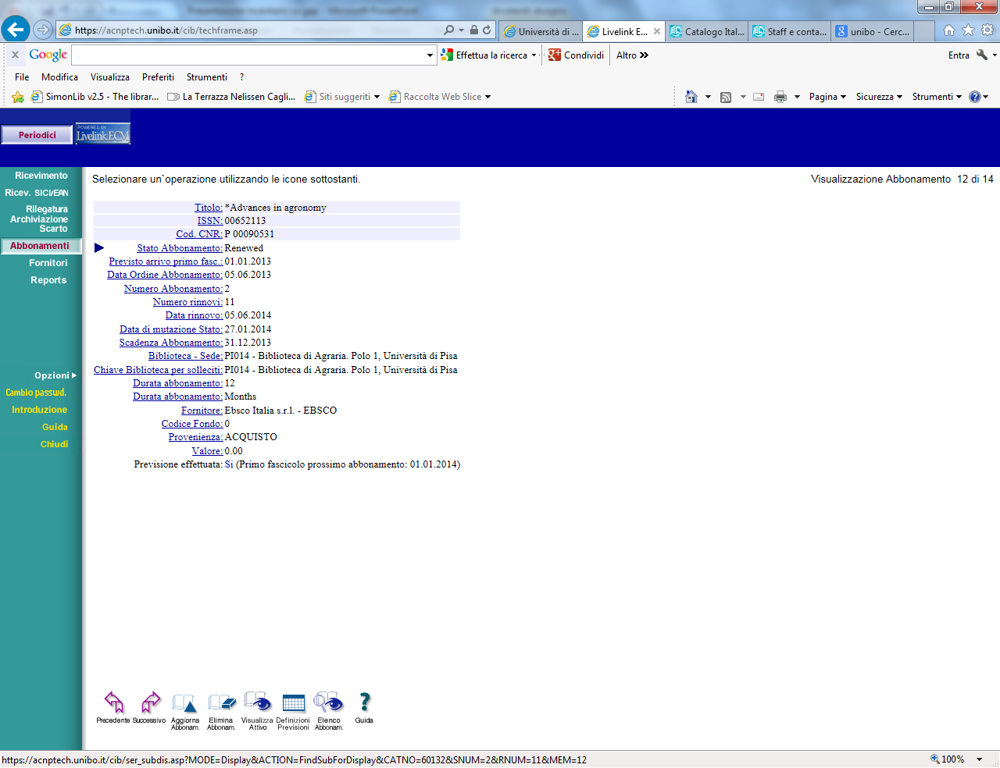 https://acnptech.unibo.it/cib/techframe.asp
Università di ...
Livelink E...
Catalogo Ital...
Staff e conta...
unibo - Cerc...
x Google
Effettua la ricerca
Condividi
Altro »
Entra
File Modifica Visualizza Preferiti Strumenti ?
SimonLib v2.5 - The librar...
La Terrazza Nelissen Cagli...
Siti suggeriti
Raccolta Web Slice
Pagina
Sicurezza
Strumenti
Periodici
POWERED BY
Livelink ECM
Ricevimento
Ricev. SICI/EAN
Rilegatura
Archiviazione
Scarto
Abbonamenti
Fornitori
Reports
Opzioni
Cambio passwd.
Introduzione
Guida
Chiudi
Selezionare un`operazione utilizzando le icone sottostanti.
Visualizzazione Abbonamento 12 di 14
Titolo: *Advances in agronomy
ISSN: 00652113
Cod. CNR: P 00090531
Stato Abbonamento: Renewed
Previsto arrivo primo fasc.: 01.01.2013
Data Ordine Abbonamento: 05.06.2013
Numero Abbonamento: 2
Numero rinnovi: 11
Data rinnovo: 05.06.2014
Data di mutazione Stato: 27.01.2014
Scadenza Abbonamento: 31.12.2013
Biblioteca - Sede: PI014 - Biblioteca di Agraria. Polo 1, Università di Pisa
Chiave Biblioteca per solleciti: PI014 - Biblioteca di Agraria. Polo 1, Università di Pisa
Durata abbonamento: 12
Durata abbonamento: Months
Fornitore: Ebsco Italia s.r.l. - EBSCO
Codice Fondo: 0
Provenienza: ACQUISTO
Valore: 0.00
Previsione effettuata: Si (Primo fascicolo prossimo abbonamento: 01.01.2014)
Precedente
Successivo
Aggiorna
Abbonam.
Elimina
Abbonam.
Visualizza
Attivo
Definizioni
Previsioni
Elenco
Abbonam.
Guida
https://acnptech.unibo.it/cib/ser_subdis.asp?MODE=Display&ACTION=FindSubForDisplay&CATNO=60132&SNUM=2&RNUM=11&MEM=12
100%